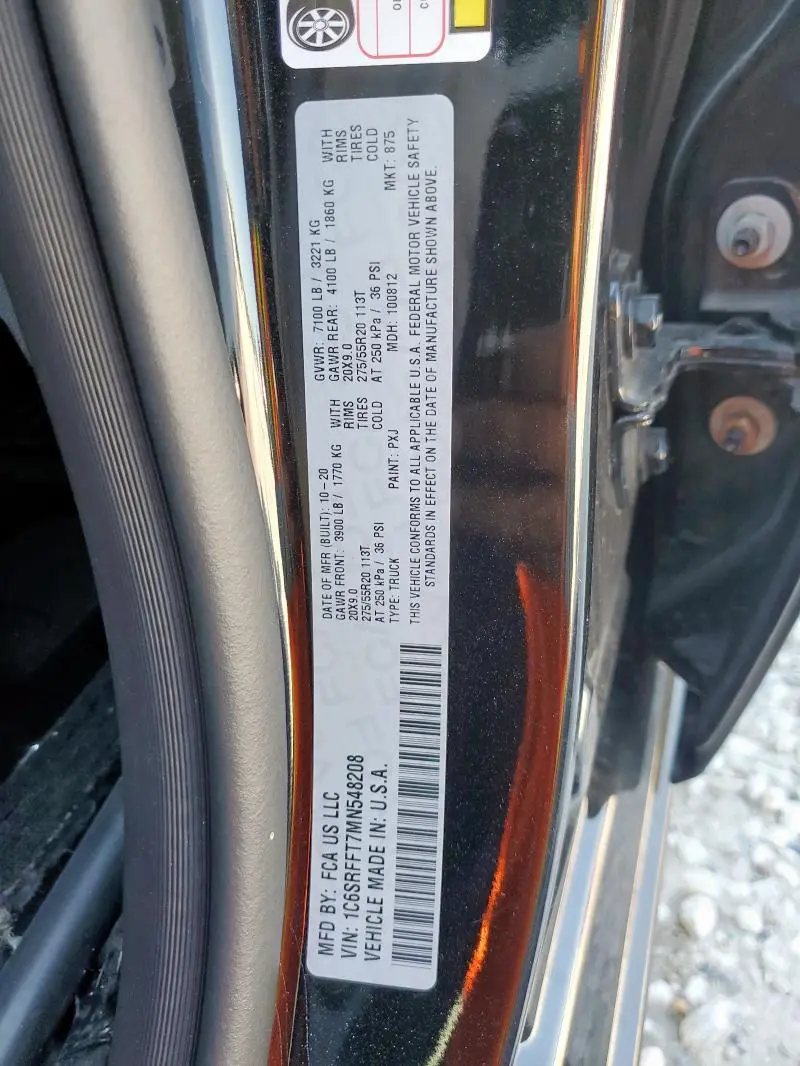 MFD BY: FCA US LLC
VIN: 1C6SRFFT7MN548208
VEHICLE MADE IN: U.S.A.
DATE OF MFR (BUILT): 10-20
GAWR FRONT: 3900 LB / 1770 KG WITH
20X9.0 RIMS
275/55R20 113T TIRES
AT 250 kPa / 36 PSI COLD
TYPE: TRUCK PAINT: PXJ
GVWR: 7100 LB / 3221 KG
GAWR REAR: 4100 LB / 1860 KG WITH
20X9.0 RIMS
275/55R20 113T TIRES
AT 250 kPa / 36 PSI COLD
MDH: 100812 MKT: 875
THIS VEHICLE CONFORMS TO ALL APPLICABLE U.S.A. FEDERAL MOTOR VEHICLE SAFETY
STANDARDS IN EFFECT ON THE DATE OF MANUFACTURE SHOWN ABOVE.